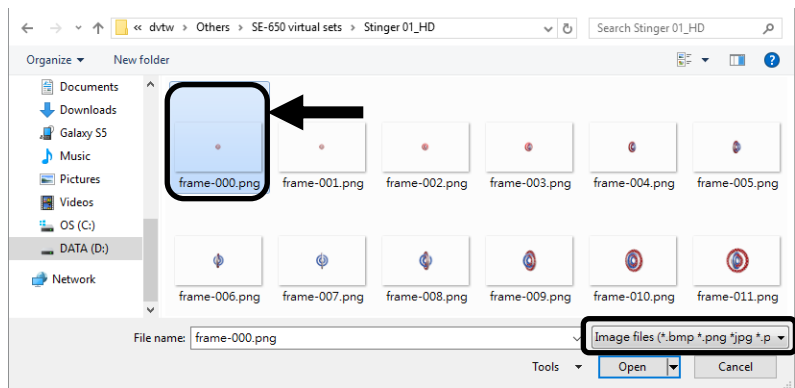 « dvtw > Others > SE-650 virtual sets > Stinger 01_HD
Search Stinger 01_HD
Organize
New folder
Documents
Downloads
Galaxy S5
Music
Pictures
Videos
OS (C:)
DATA (D:)
Network
frame-000.png frame-001.png frame-002.png frame-003.png frame-004.png frame-005.png
frame-006.png frame-007.png frame-008.png frame-009.png frame-010.png frame-011.png
File name: frame-000.png
Image files (*.bmp *.png *jpg *.p
Tools
Open
Cancel